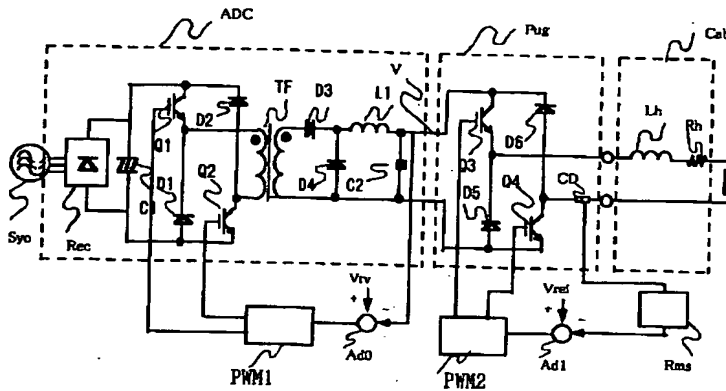 ADC
Pug
Cab
V
TF
D3
L1
D2
Q1
Q2
D1
C1
D4
C2
Syo
Rec
D6
Q3
D5
Q4
CD
Lh
Rh
Vrv
+
-
Vref
+
-
PWM1
Ad0
PWM2
Ad1
Rms